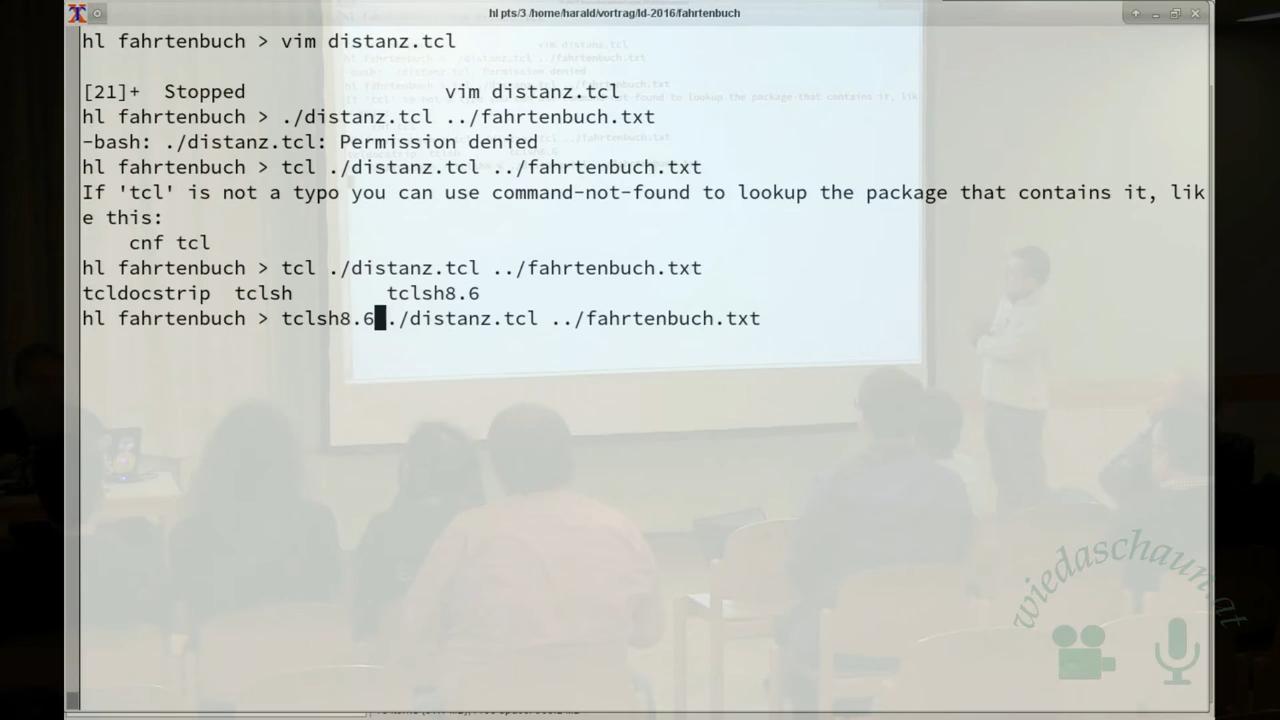 hl pts/3 /home/harald/vortrag/ld-2016/fahrtenbuch
hl fahrtenbuch > vim distanz.tcl
[21]+  Stopped                 vim distanz.tcl
hl fahrtenbuch > ./distanz.tcl ../fahrtenbuch.txt
-bash: ./distanz.tcl: Permission denied
hl fahrtenbuch > tcl ./distanz.tcl ../fahrtenbuch.txt
If 'tcl' is not a typo you can use command-not-found to lookup the package that contains it, lik
e this:
    cnf tcl
hl fahrtenbuch > tcl ./distanz.tcl ../fahrtenbuch.txt
tcldocstrip  tclsh        tclsh8.6
hl fahrtenbuch > tclsh8.6 ./distanz.tcl ../fahrtenbuch.txt
wiedaschaun.at